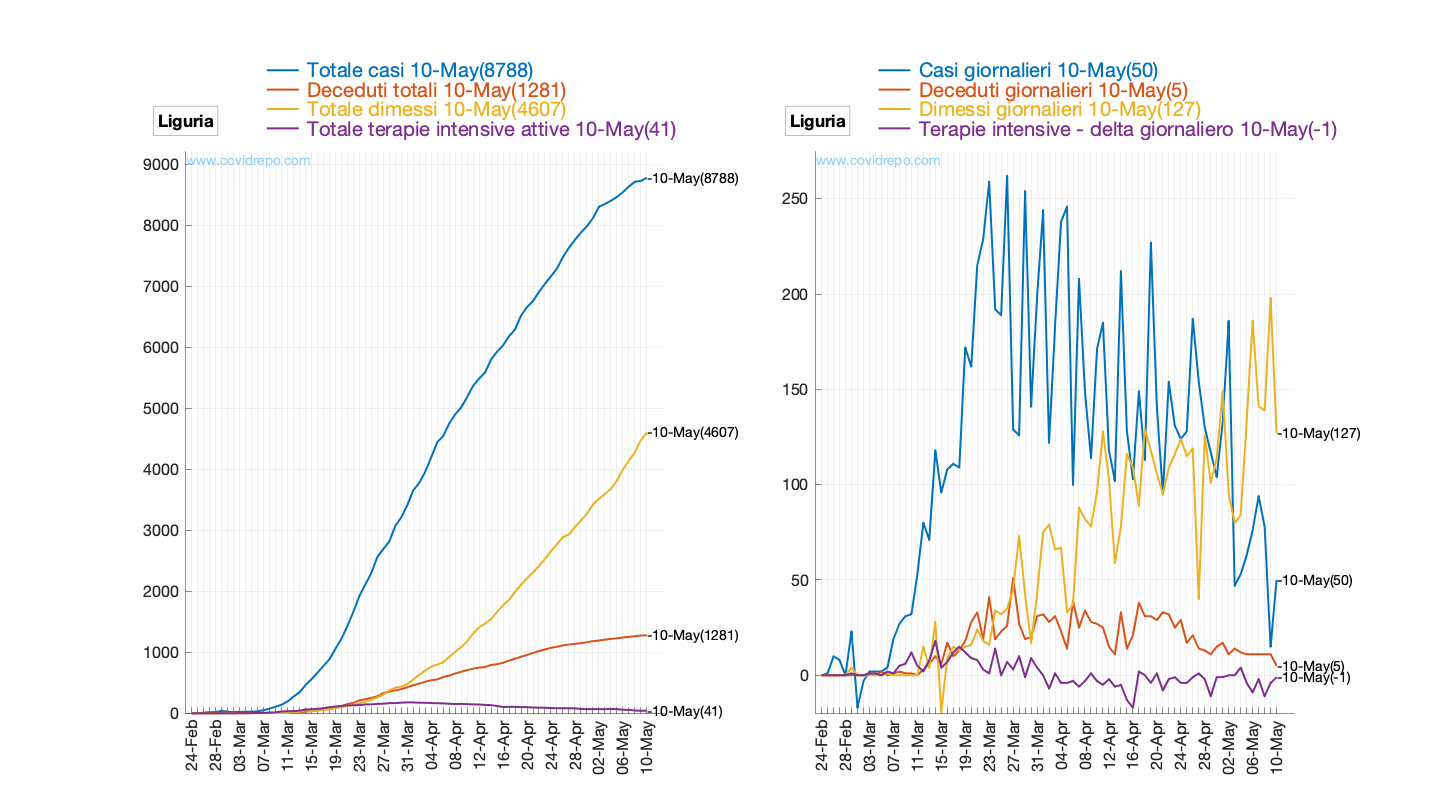 Totale casi 10-May(8788)
Deceduti totali 10-May(1281)
Totale dimessi 10-May(4607)
Totale terapie intensive attive 10-May(41)
Liguria
www.covidrepo.com
9000
8000
7000
6000
5000
4000
3000
2000
1000
0
-10-May(8788)
-10-May(4607)
-10-May(1281)
-10-May(41)
24-Feb
28-Feb
03-Mar
07-Mar
11-Mar
15-Mar
19-Mar
23-Mar
27-Mar
31-Mar
04-Apr
08-Apr
12-Apr
16-Apr
20-Apr
24-Apr
28-Apr
02-May
06-May
10-May
Casi giornalieri 10-May(50)
Deceduti giornalieri 10-May(5)
Dimessi giornalieri 10-May(127)
Terapie intensive - delta giornaliero 10-May(-1)
Liguria
www.covidrepo.com
250
200
150
100
50
0
-10-May(127)
-10-May(50)
-10-May(5)
-10-May(-1)
24-Feb
28-Feb
03-Mar
07-Mar
11-Mar
15-Mar
19-Mar
23-Mar
27-Mar
31-Mar
04-Apr
08-Apr
12-Apr
16-Apr
20-Apr
24-Apr
28-Apr
02-May
06-May
10-May